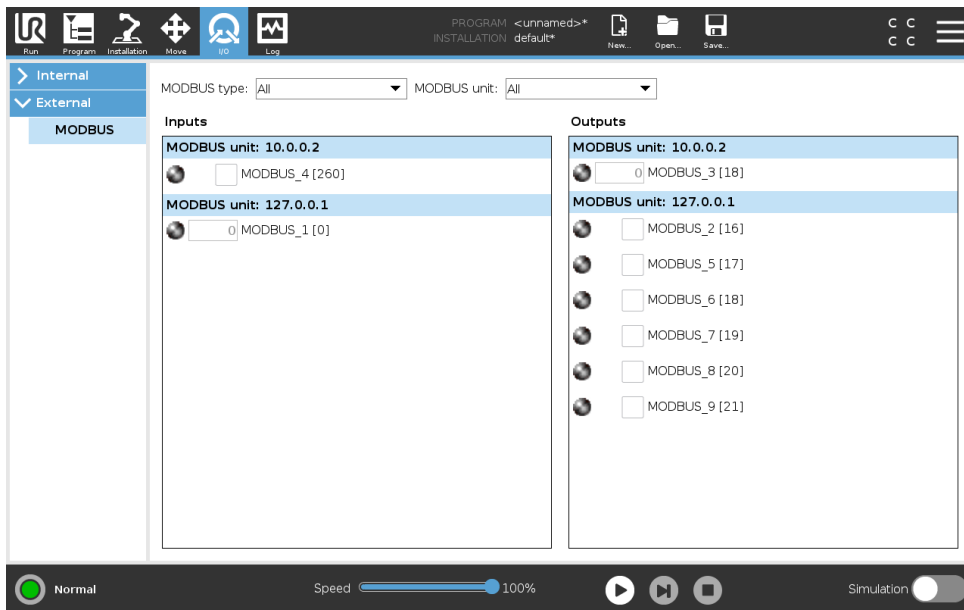 PROGRAM <unnamed>*
INSTALLATION default*
C C
C C
Run Program Installation Move I/O Log New... Open... Save...
Internal
External
MODBUS
MODBUS type: All MODBUS unit: All
Inputs
MODBUS unit: 10.0.0.2
MODBUS_4 [260]
MODBUS unit: 127.0.0.1
0 MODBUS_1 [0]
Outputs
MODBUS unit: 10.0.0.2
0 MODBUS_3 [18]
MODBUS unit: 127.0.0.1
MODBUS_2 [16]
MODBUS_5 [17]
MODBUS_6 [18]
MODBUS_7 [19]
MODBUS_8 [20]
MODBUS_9 [21]
Normal Speed 100% Simulation